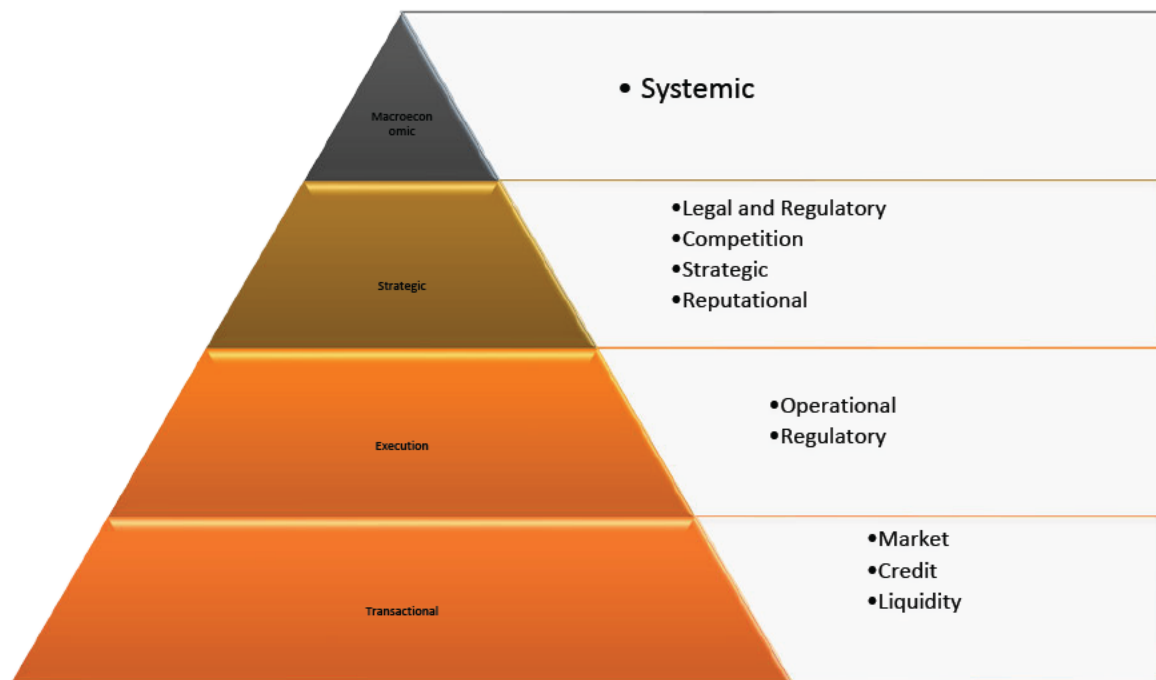 Macroecon
omic
• Systemic
Strategic
•Legal and Regulatory
•Competition
•Strategic
•Reputational
Execution
•Operational
•Regulatory
Transactional
•Market
•Credit
•Liquidity